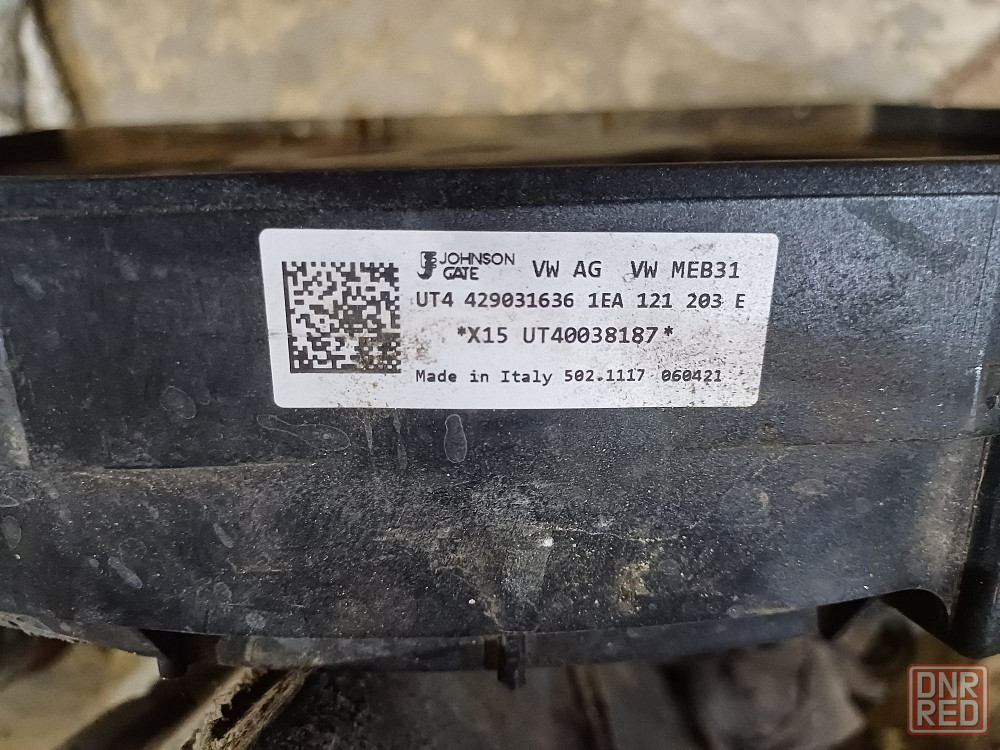 JOHNSON
GATE
VW AG VW MEB31
UT4 429031636 1EA 121 203 E
*X15 UT40038187*
Made in Italy 502.1117 060421
DNR
RED